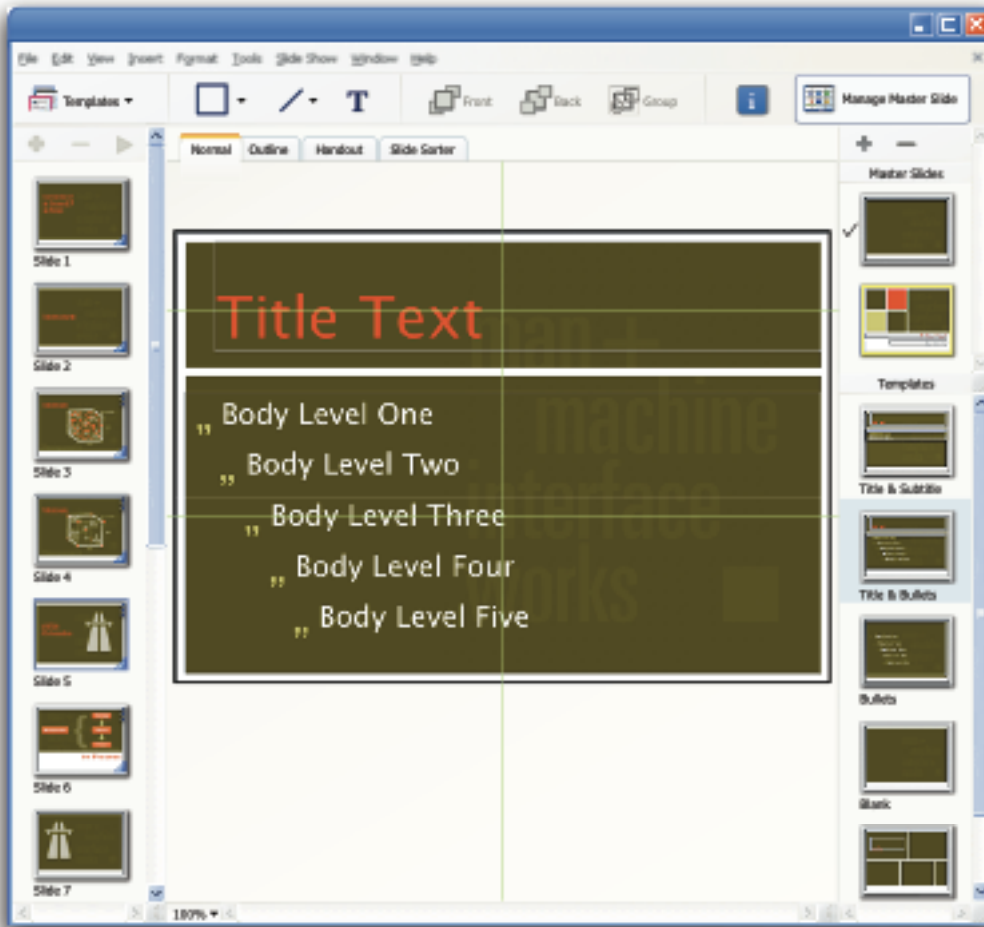 File Edit View Insert Format Tools Slide Show Window Help
Templates T Front Back Group i Manage Master Slide
Normal Outline Handout Slide Sorter
Slide 1
Slide 2
Slide 3
Slide 4
Slide 5
Slide 6
Slide 7
Title Text
man +
machine
interface
works
„ Body Level One
„ Body Level Two
„ Body Level Three
„ Body Level Four
„ Body Level Five
100%
Master Slides
Templates
Title & Subtitle
Title & Bullets
Bullets
Blank